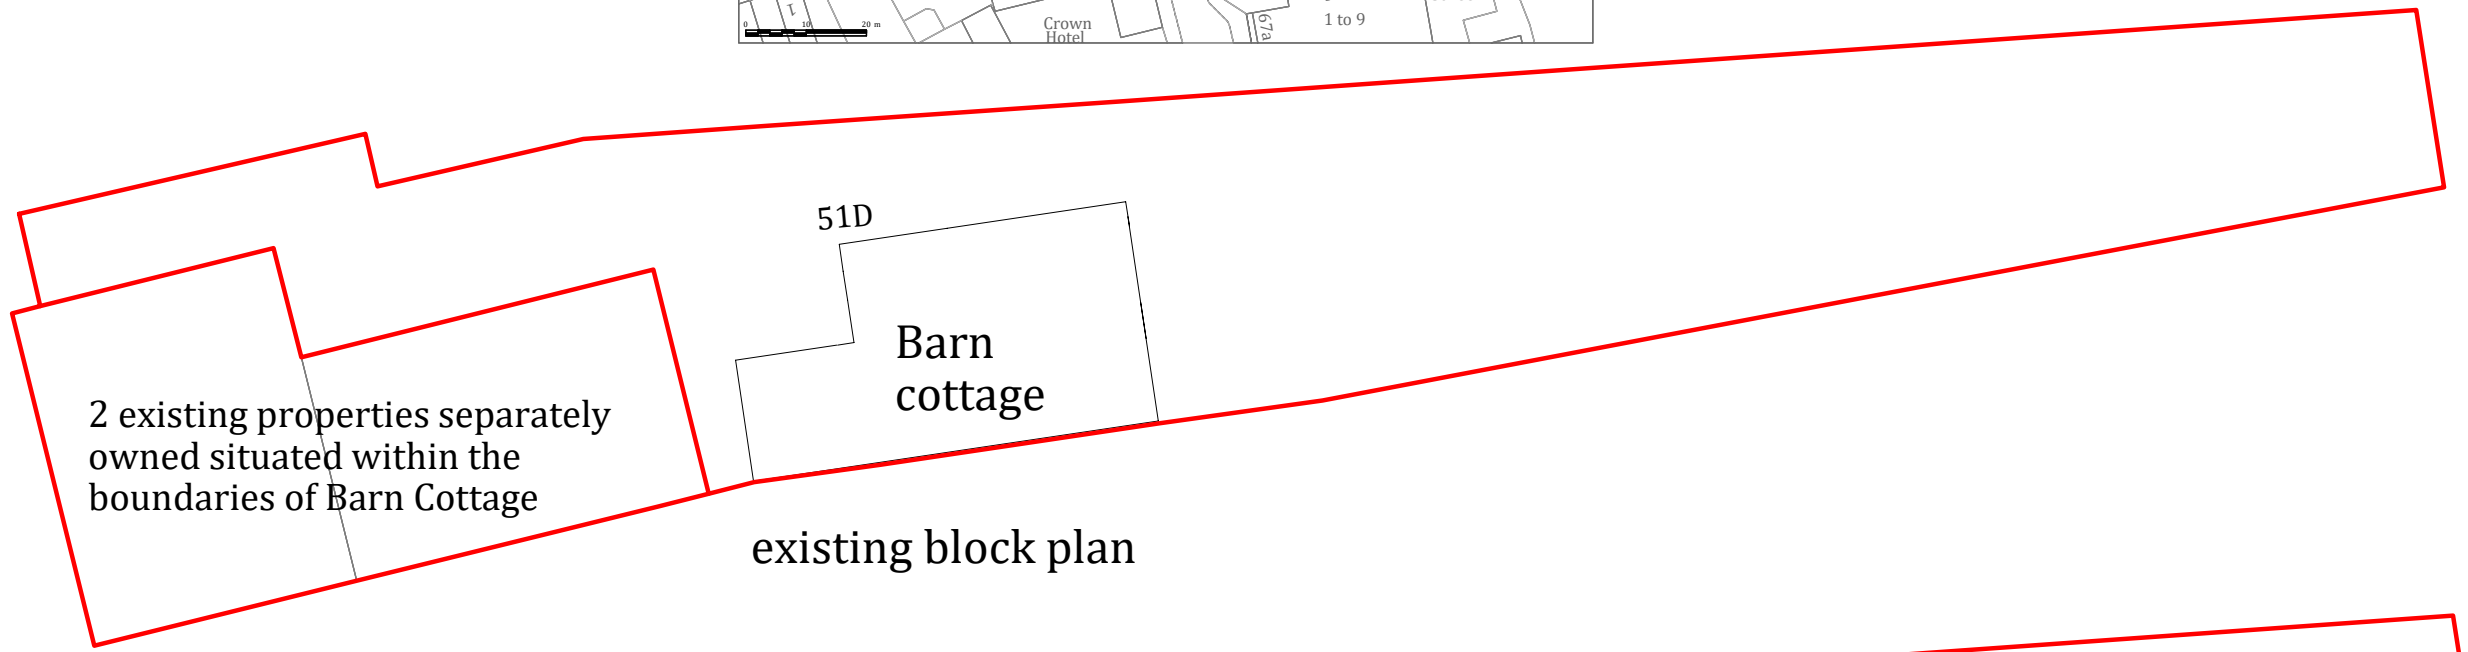 1
0 10 20 m
Crown
Hotel
67a
1 to 9
51D
Barn
cottage
2 existing properties separately
owned situated within the
boundaries of Barn Cottage
existing block plan